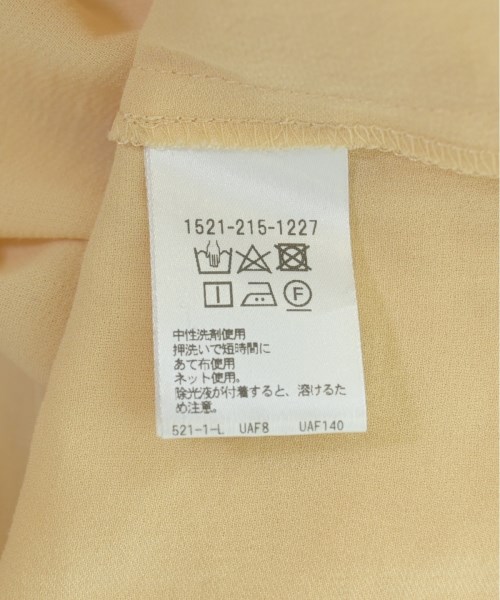 1521-215-1227
F
中性洗剤使用
押洗いで短時間に
あて布使用
ネット使用。
除光液が付着すると、溶けるた
め注意。
521-1-L UAF8 UAF140